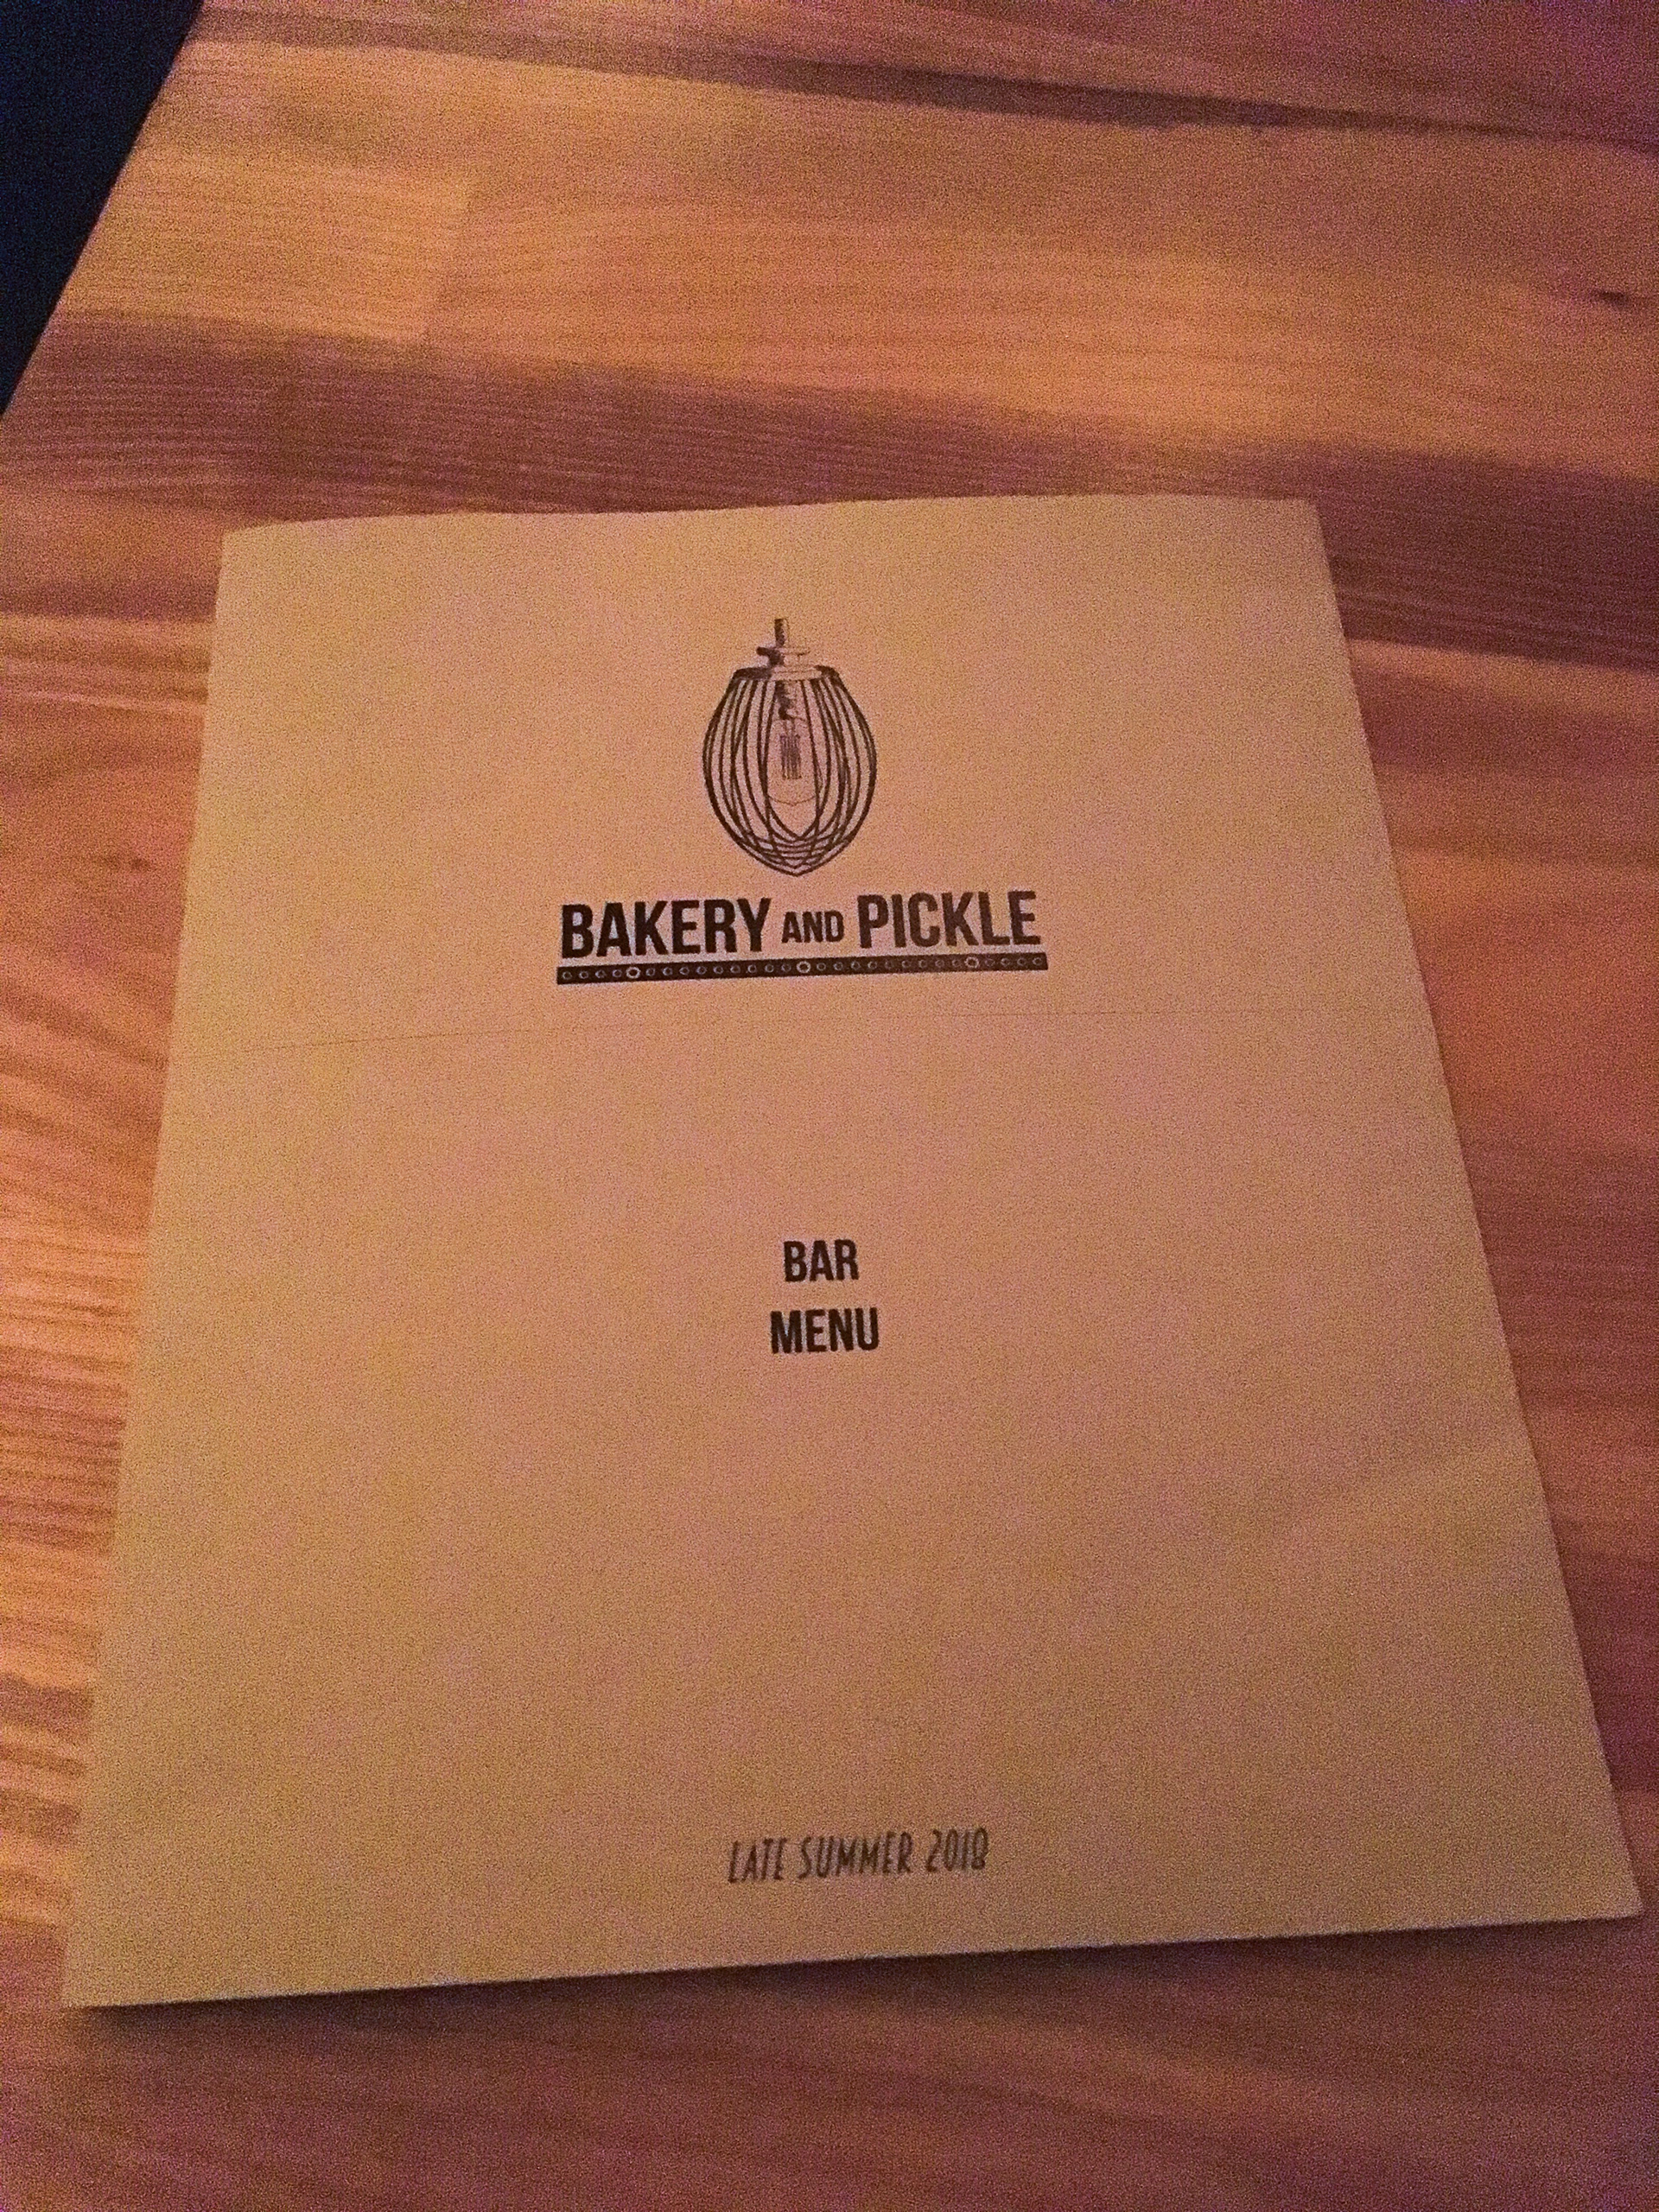 BAKERY AND PICKLE
BAR
MENU
LATE SUMMER 2018